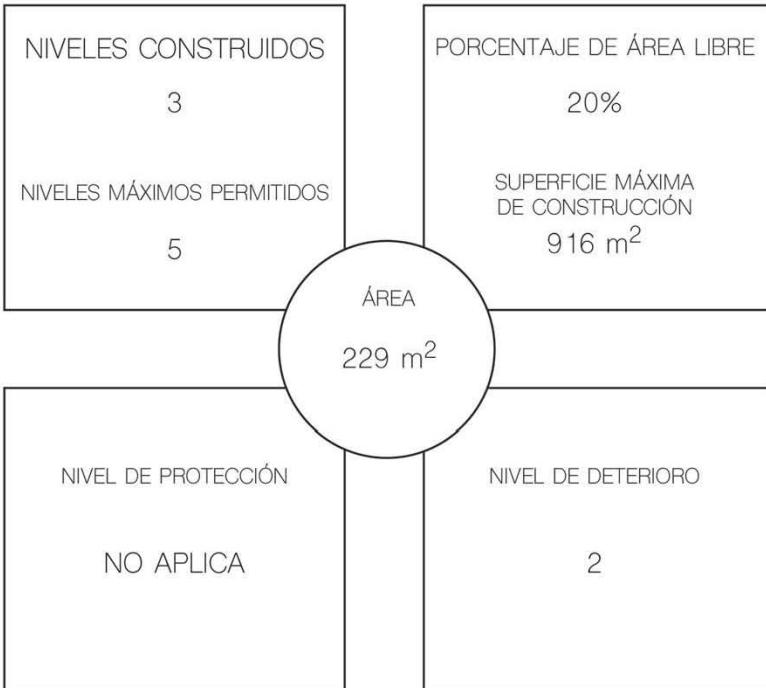 NIVELES CONSTRUIDOS
3
NIVELES MÁXIMOS PERMITIDOS
5
PORCENTAJE DE ÁREA LIBRE
20%
SUPERFICIE MÁXIMA
DE CONSTRUCCIÓN
916 m²
ÁREA
229 m²
NIVEL DE PROTECCIÓN
NO APLICA
NIVEL DE DETERIORO
2